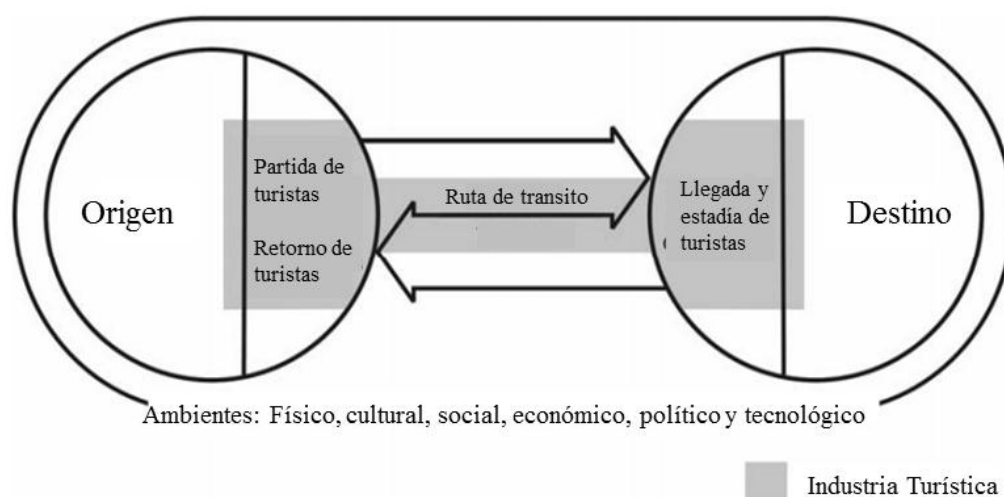 Origen
Partida de
turistas
Retorno de
turistas
Ruta de transito
Llegada y
estadía de
turistas
Destino
Ambientes: Físico, cultural, social, económico, político y tecnológico
Industria Turística